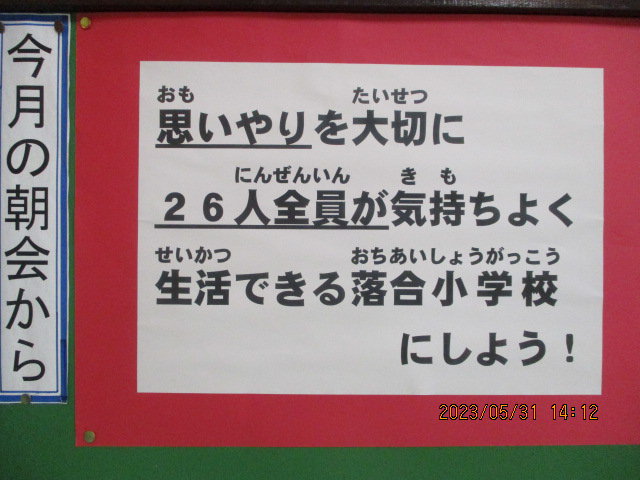 今月の朝会から
おも たいせつ
思いやりを大切に
にんぜんいん き も
26人全員が気持ちよく
せいかつ おちあいしょうがっこう
生活できる落合小学校
にしよう！
2023/05/31 14:12